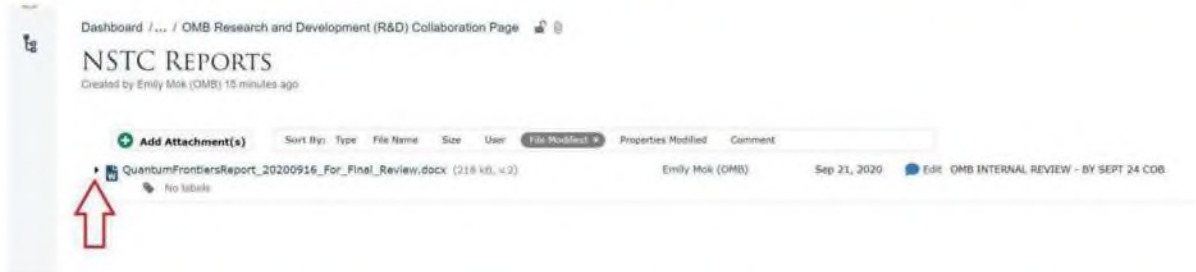 Dashboard /... / OMB Research and Development (R&D) Collaboration Page
NSTC REPORTS
Created by Emily Mok (OMB) 15 minutes ago
Add Attachment(s) Sort By: Type File Name Size User File Modified Properties Modified Comment
QuantumFrontiersReport_20200916_For_Final_Review.docx (218 kB, v.2) Emily Mok (OMB) Sep 21, 2020 Edit OMB INTERNAL REVIEW - BY SEPT 24 COB
No labels